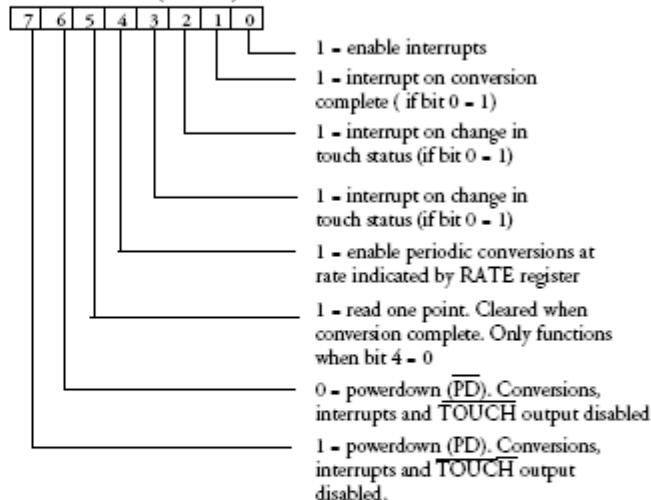 7 6 5 4 3 2 1 0
1 = enable interrupts
1 = interrupt on conversion
complete ( if bit 0 = 1)
1 = interrupt on change in
touch status (if bit 0 = 1)
1 = interrupt on change in
touch status (if bit 0 = 1)
1 = enable periodic conversions at
rate indicated by RATE register
1 = read one point. Cleared when
conversion complete. Only functions
when bit 4 = 0
0 = powerdown (P̅D̅). Conversions,
interrupts and T̅O̅U̅C̅H̅ output disabled
1 = powerdown (PD). Conversions,
interrupts and T̅O̅U̅C̅H̅ output
disabled.